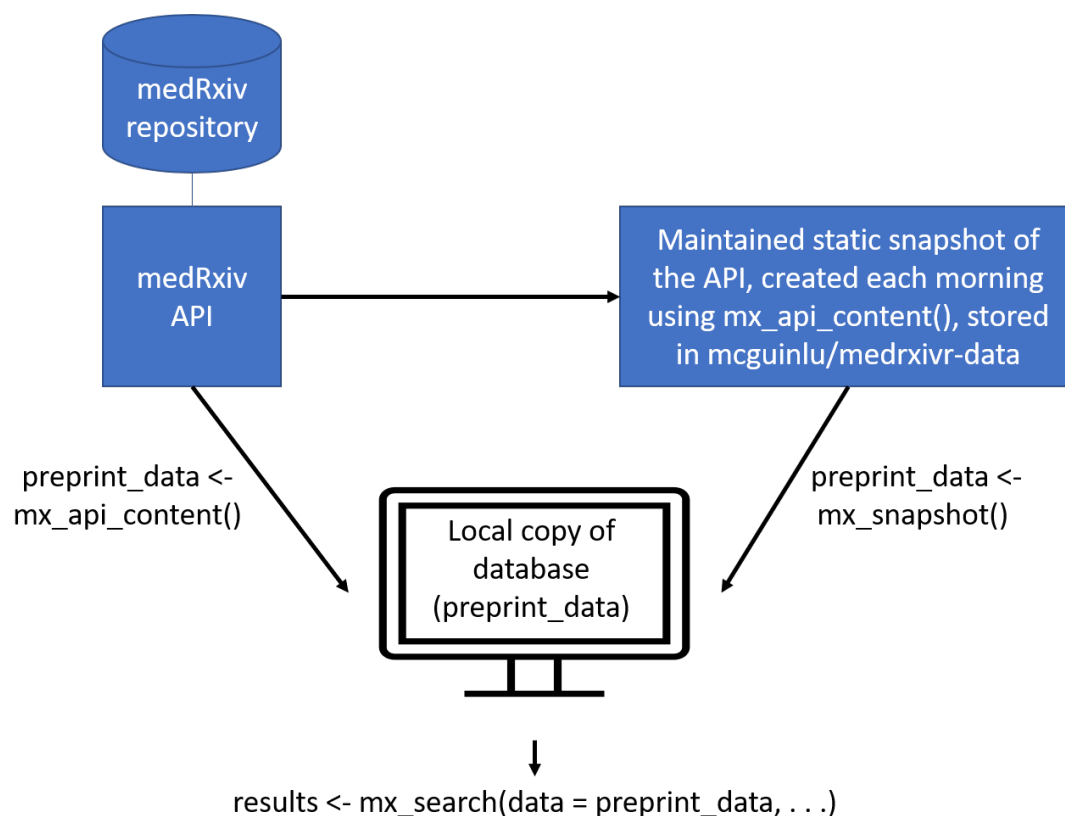 medRxiv
repository
medRxiv
API
Maintained static snapshot of
the API, created each morning
using mx_api_content(), stored
in mcguinlu/medrxivr-data
preprint_data <-
mx_api_content()
preprint_data <-
mx_snapshot()
Local copy of
database
(preprint_data)
results <- mx_search(data = preprint_data, . . .)